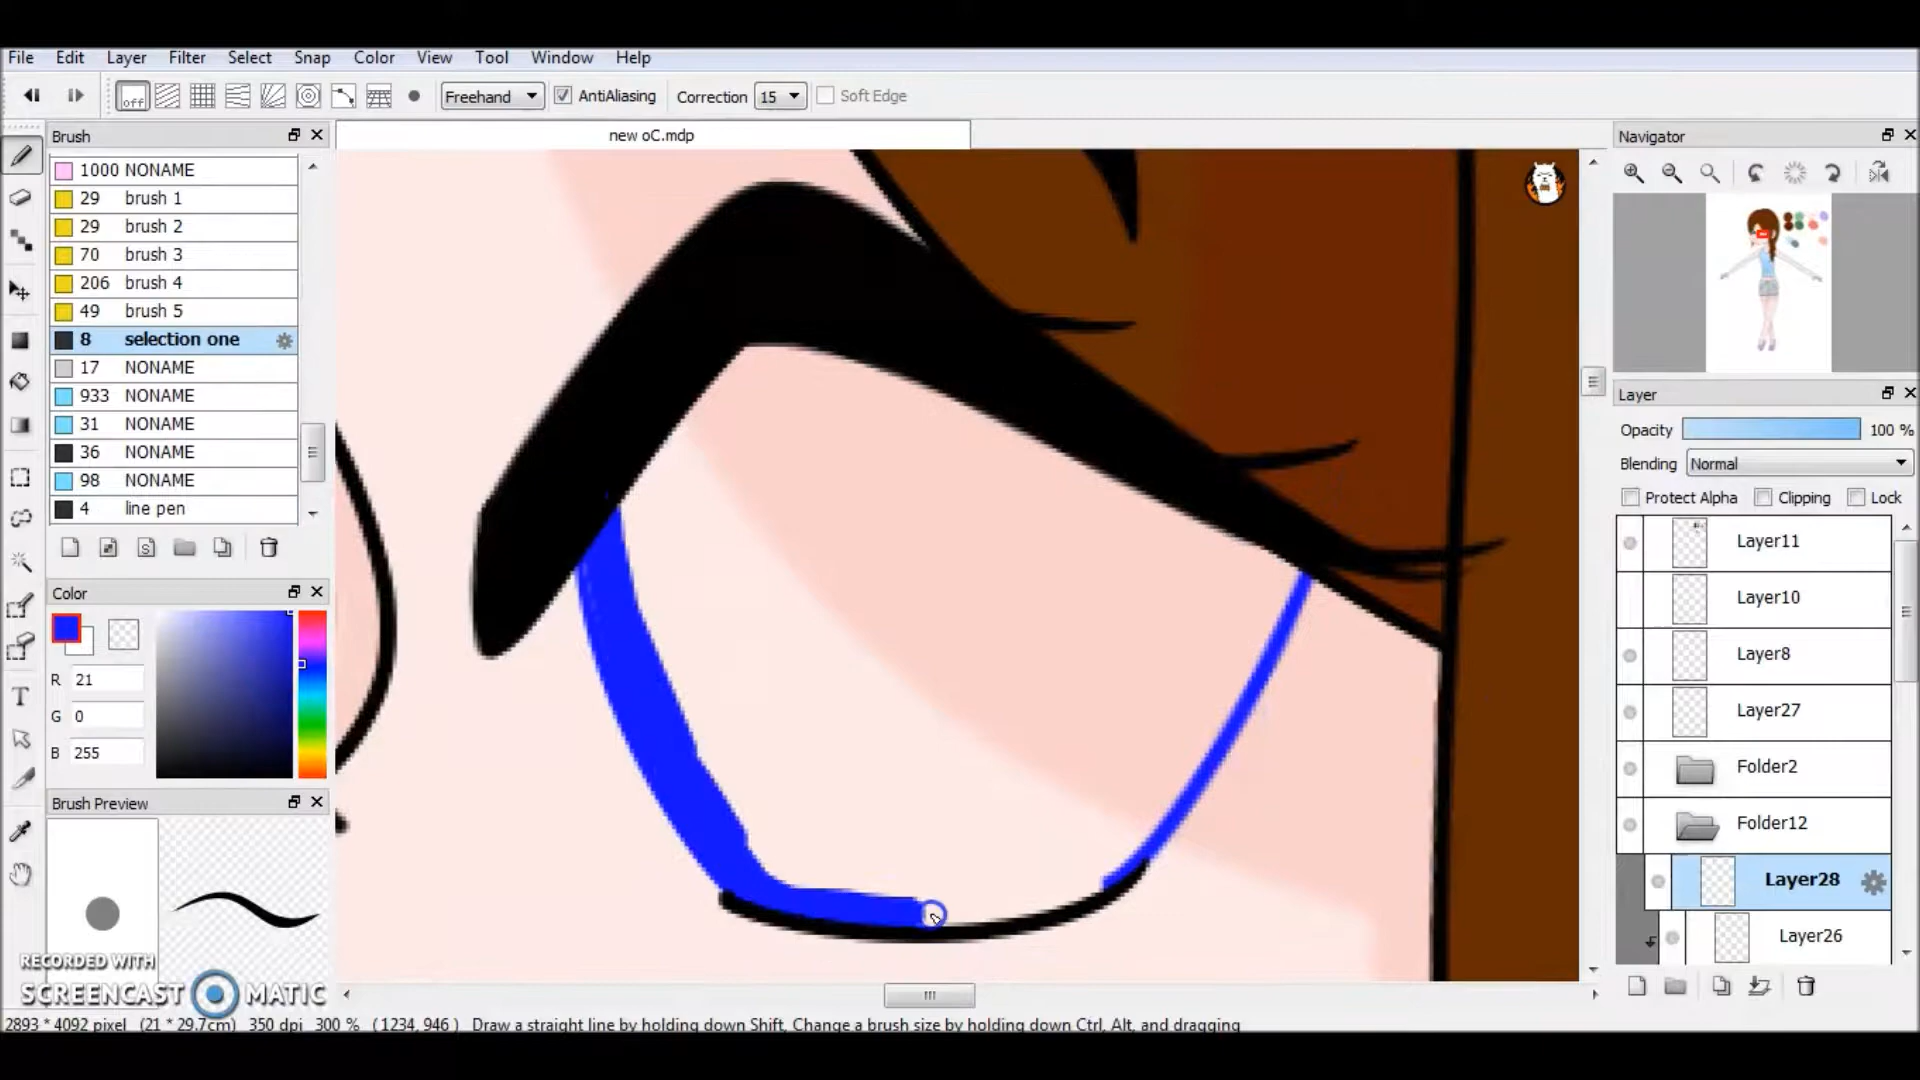 File Edit Layer Filter Select Snap Color View Tool Window Help
off Freehand AntiAliasing Correction 15 Soft Edge
Brush
new oC.mdp
Navigator
1000 NONAME
29 brush 1
29 brush 2
70 brush 3
206 brush 4
49 brush 5
8 selection one
17 NONAME
933 NONAME
31 NONAME
36 NONAME
98 NONAME
4 line pen
S
Color
R 21
G 0
B 255
Brush Preview
T
Layer
Opacity 100 %
Blending Normal
Protect Alpha Clipping Lock
Layer11
Layer10
Layer8
Layer27
Folder2
Folder12
Layer28
Layer26
RECORDED WITH
SCREENCAST MATIC
2893 * 4092 pixel (21 * 29.7cm) 350 dpi 300 % (1234, 946 ) Draw a straight line by holding down Shift, Change a brush size by holding down Ctrl, Alt, and dragging